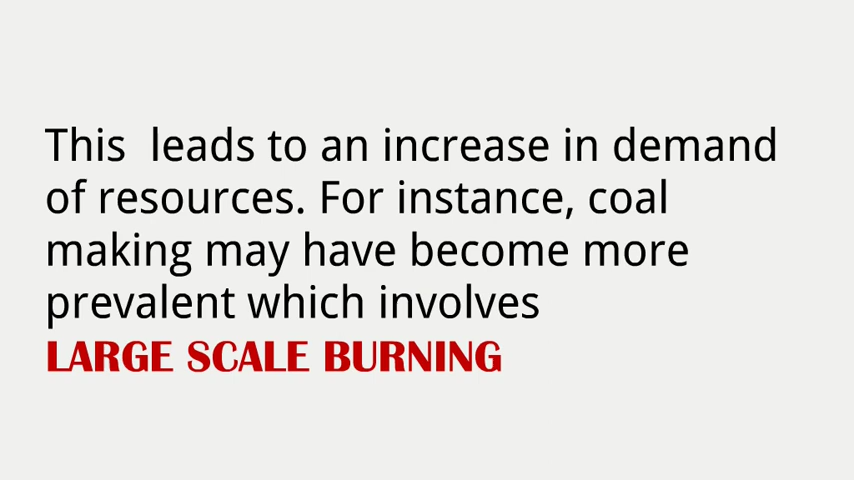 This  leads to an increase in demand
of resources. For instance, coal
making may have become more
prevalent which involves
LARGE SCALE BURNING